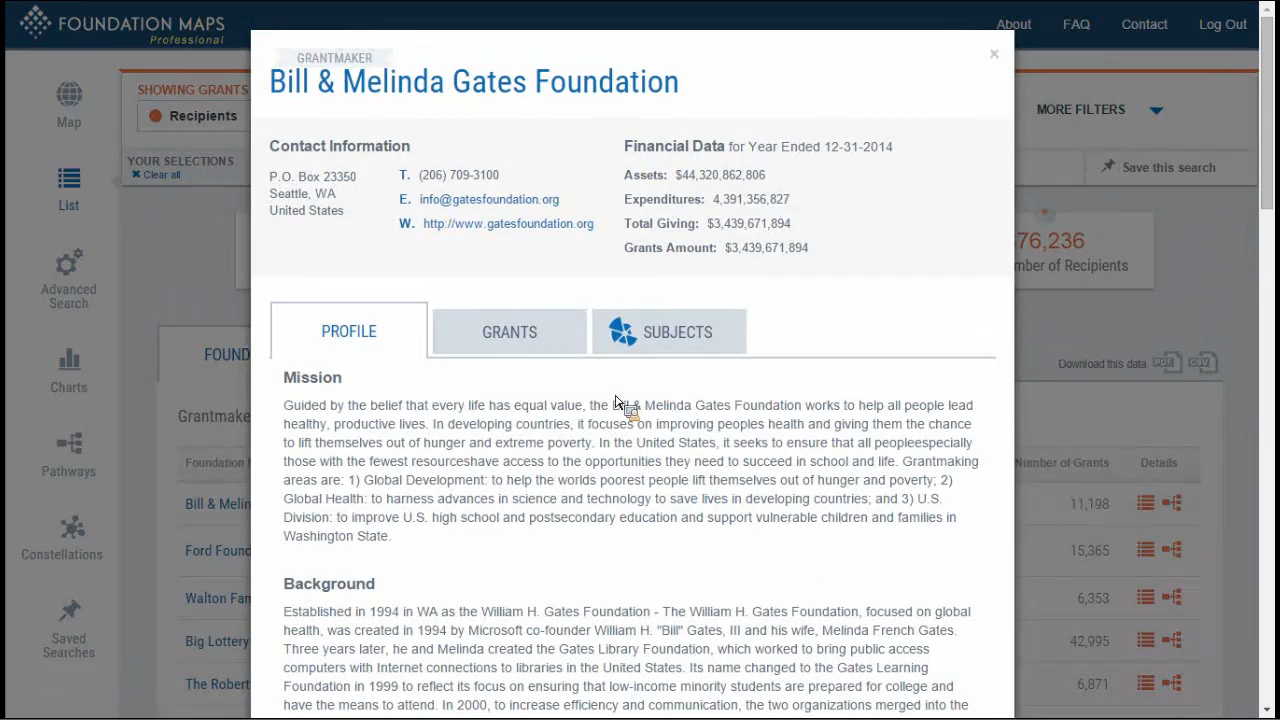 FOUNDATION MAPS
Professional
About
FAQ
Contact
Log Out
Map
List
Advanced
Search
Charts
Pathways
Constellations
Saved
Searches
SHOWING GRANTS
Recipients
YOUR SELECTIONS
Clear all
MORE FILTERS
Save this search
76,236
mber of Recipients
FOUND
Download this data
PDF
CSV
Grantmake
Foundation
Number of Grants
Details
Bill & Melin
11,198
Ford Found
15,365
Walton Fam
6,353
Big Lottery
42,995
The Robert
6,871
GRANTMAKER
×
Bill & Melinda Gates Foundation
Contact Information
P.O. Box 23350
Seattle, WA
United States
T. (206) 709-3100
E. info@gatesfoundation.org
W. http://www.gatesfoundation.org
Financial Data for Year Ended 12-31-2014
Assets: $44,320,862,806
Expenditures: 4,391,356,827
Total Giving: $3,439,671,894
Grants Amount: $3,439,671,894
PROFILE
GRANTS
SUBJECTS
Mission
Guided by the belief that every life has equal value, the Bill & Melinda Gates Foundation works to help all people lead
healthy, productive lives. In developing countries, it focuses on improving peoples health and giving them the chance
to lift themselves out of hunger and extreme poverty. In the United States, it seeks to ensure that all peopleespecially
those with the fewest resourceshave access to the opportunities they need to succeed in school and life. Grantmaking
areas are: 1) Global Development: to help the worlds poorest people lift themselves out of hunger and poverty; 2)
Global Health: to harness advances in science and technology to save lives in developing countries; and 3) U.S.
Division: to improve U.S. high school and postsecondary education and support vulnerable children and families in
Washington State.
Background
Established in 1994 in WA as the William H. Gates Foundation - The William H. Gates Foundation, focused on global
health, was created in 1994 by Microsoft co-founder William H. "Bill" Gates, III and his wife, Melinda French Gates.
Three years later, he and Melinda created the Gates Library Foundation, which worked to bring public access
computers with Internet connections to libraries in the United States. Its name changed to the Gates Learning
Foundation in 1999 to reflect its focus on ensuring that low-income minority students are prepared for college and
have the means to attend. In 2000, to increase efficiency and communication, the two organizations merged into the